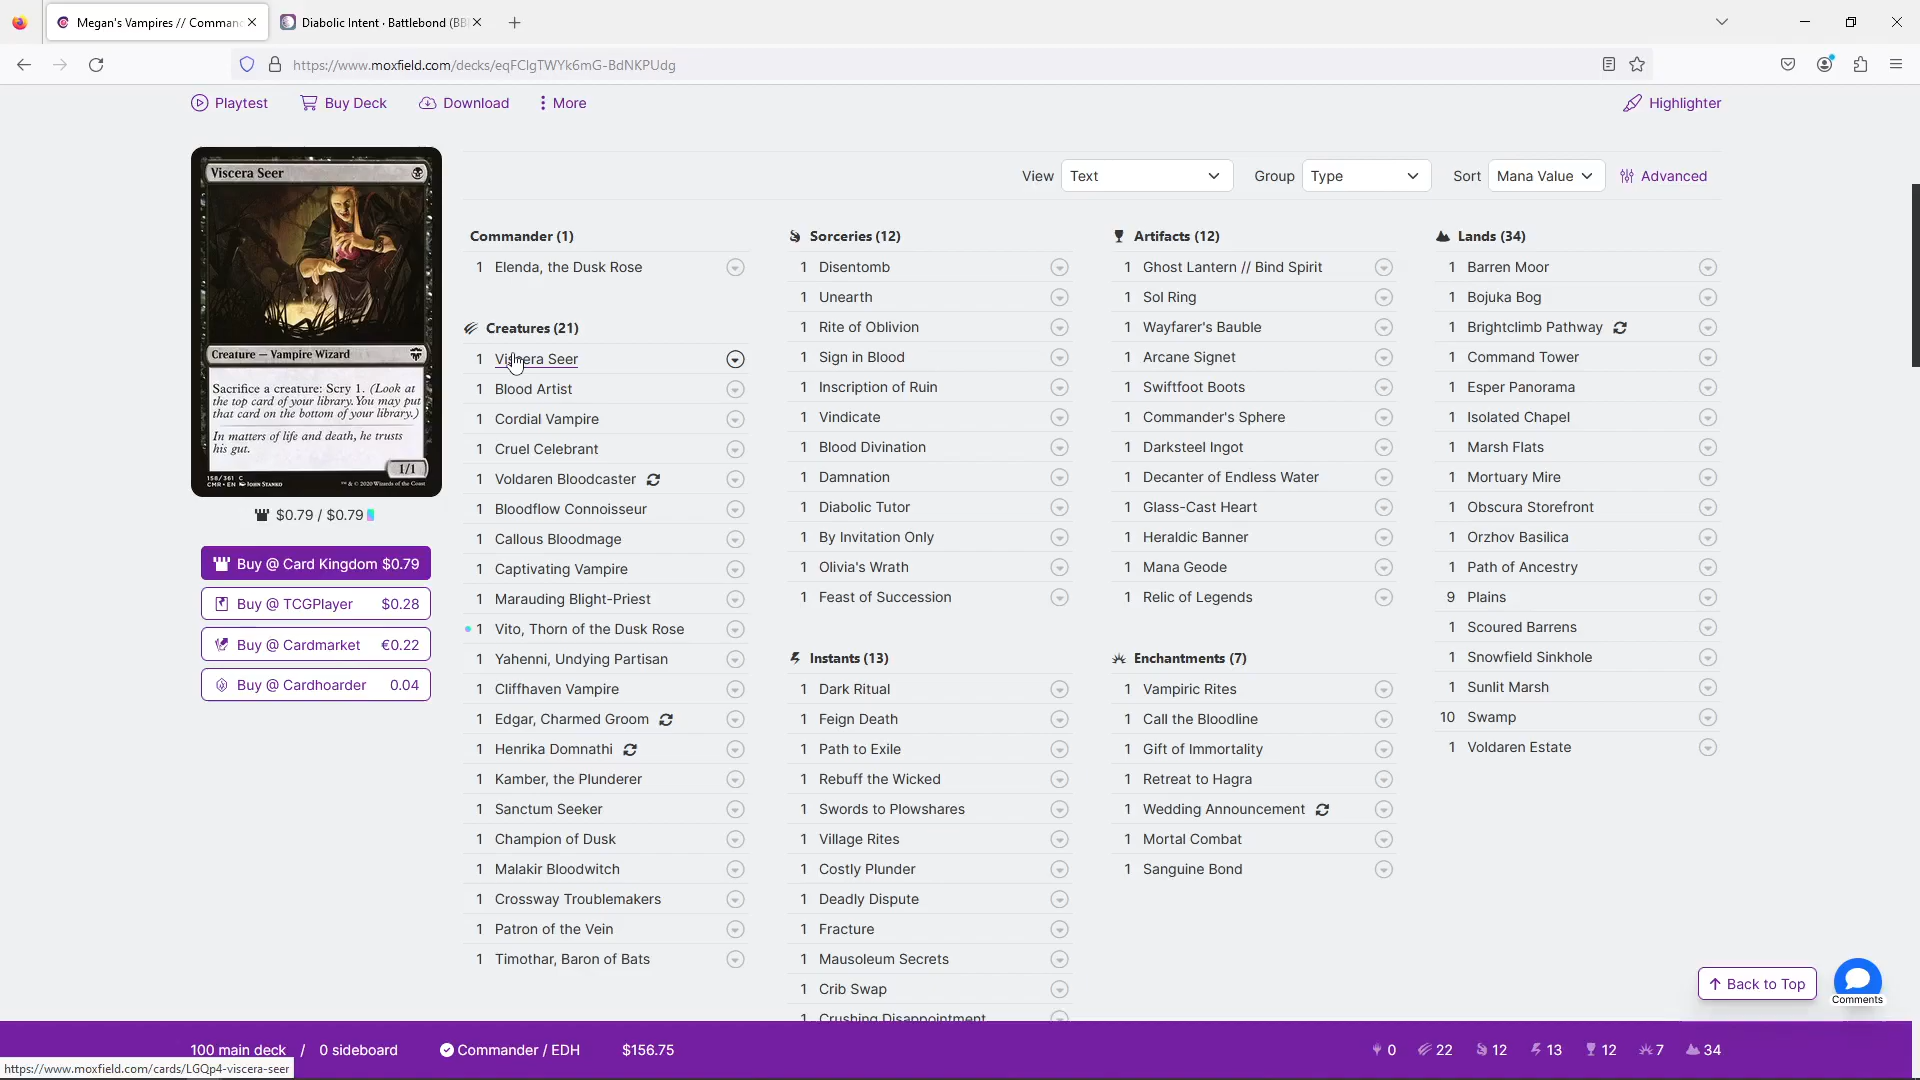 Megan's Vampires // Comman
Diabolic Intent · Battlebond (BB
https://www.moxfield.com/decks/eqFClgTWYk6mG-BdNKPUdg
Playtest
Buy Deck
Download
More
Highlighter
View
Text
Group
Type
Sort
Mana Value
Advanced
Viscera Seer
Creature — Vampire Wizard
Sacrifice a creature: Scry 1. (Look at
the top card of your library. You may put
that card on the bottom of your library.)
In matters of life and death, he trusts
his gut.
1/1
158/361 C
CMR • EN JOHN STANKO
™ & © 2020 Wizards of the Coast
$0.79 / $0.79
Buy @ Card Kingdom $0.79
Buy @ TCGPlayer $0.28
Buy @ Cardmarket €0.22
Buy @ Cardhoarder 0.04
Commander (1)
1 Elenda, the Dusk Rose
Creatures (21)
1 Viscera Seer
1 Blood Artist
1 Cordial Vampire
1 Cruel Celebrant
1 Voldaren Bloodcaster
1 Bloodflow Connoisseur
1 Callous Bloodmage
1 Captivating Vampire
1 Marauding Blight-Priest
1 Vito, Thorn of the Dusk Rose
1 Yahenni, Undying Partisan
1 Cliffhaven Vampire
1 Edgar, Charmed Groom
1 Henrika Domnathi
1 Kamber, the Plunderer
1 Sanctum Seeker
1 Champion of Dusk
1 Malakir Bloodwitch
1 Crossway Troublemakers
1 Patron of the Vein
1 Timothar, Baron of Bats
Sorceries (12)
1 Disentomb
1 Unearth
1 Rite of Oblivion
1 Sign in Blood
1 Inscription of Ruin
1 Vindicate
1 Blood Divination
1 Damnation
1 Diabolic Tutor
1 By Invitation Only
1 Olivia's Wrath
1 Feast of Succession
Instants (13)
1 Dark Ritual
1 Feign Death
1 Path to Exile
1 Rebuff the Wicked
1 Swords to Plowshares
1 Village Rites
1 Costly Plunder
1 Deadly Dispute
1 Fracture
1 Mausoleum Secrets
1 Crib Swap
1 Crushing Disappointment
Artifacts (12)
1 Ghost Lantern // Bind Spirit
1 Sol Ring
1 Wayfarer's Bauble
1 Arcane Signet
1 Swiftfoot Boots
1 Commander's Sphere
1 Darksteel Ingot
1 Decanter of Endless Water
1 Glass-Cast Heart
1 Heraldic Banner
1 Mana Geode
1 Relic of Legends
Enchantments (7)
1 Vampiric Rites
1 Call the Bloodline
1 Gift of Immortality
1 Retreat to Hagra
1 Wedding Announcement
1 Mortal Combat
1 Sanguine Bond
Lands (34)
1 Barren Moor
1 Bojuka Bog
1 Brightclimb Pathway
1 Command Tower
1 Esper Panorama
1 Isolated Chapel
1 Marsh Flats
1 Mortuary Mire
1 Obscura Storefront
1 Orzhov Basilica
1 Path of Ancestry
9 Plains
1 Scoured Barrens
1 Snowfield Sinkhole
1 Sunlit Marsh
10 Swamp
1 Voldaren Estate
Back to Top
Comments
100 main deck / 0 sideboard
Commander / EDH
$156.75
0 22 12 13 12 7 34
https://www.moxfield.com/cards/LGQp4-viscera-seer